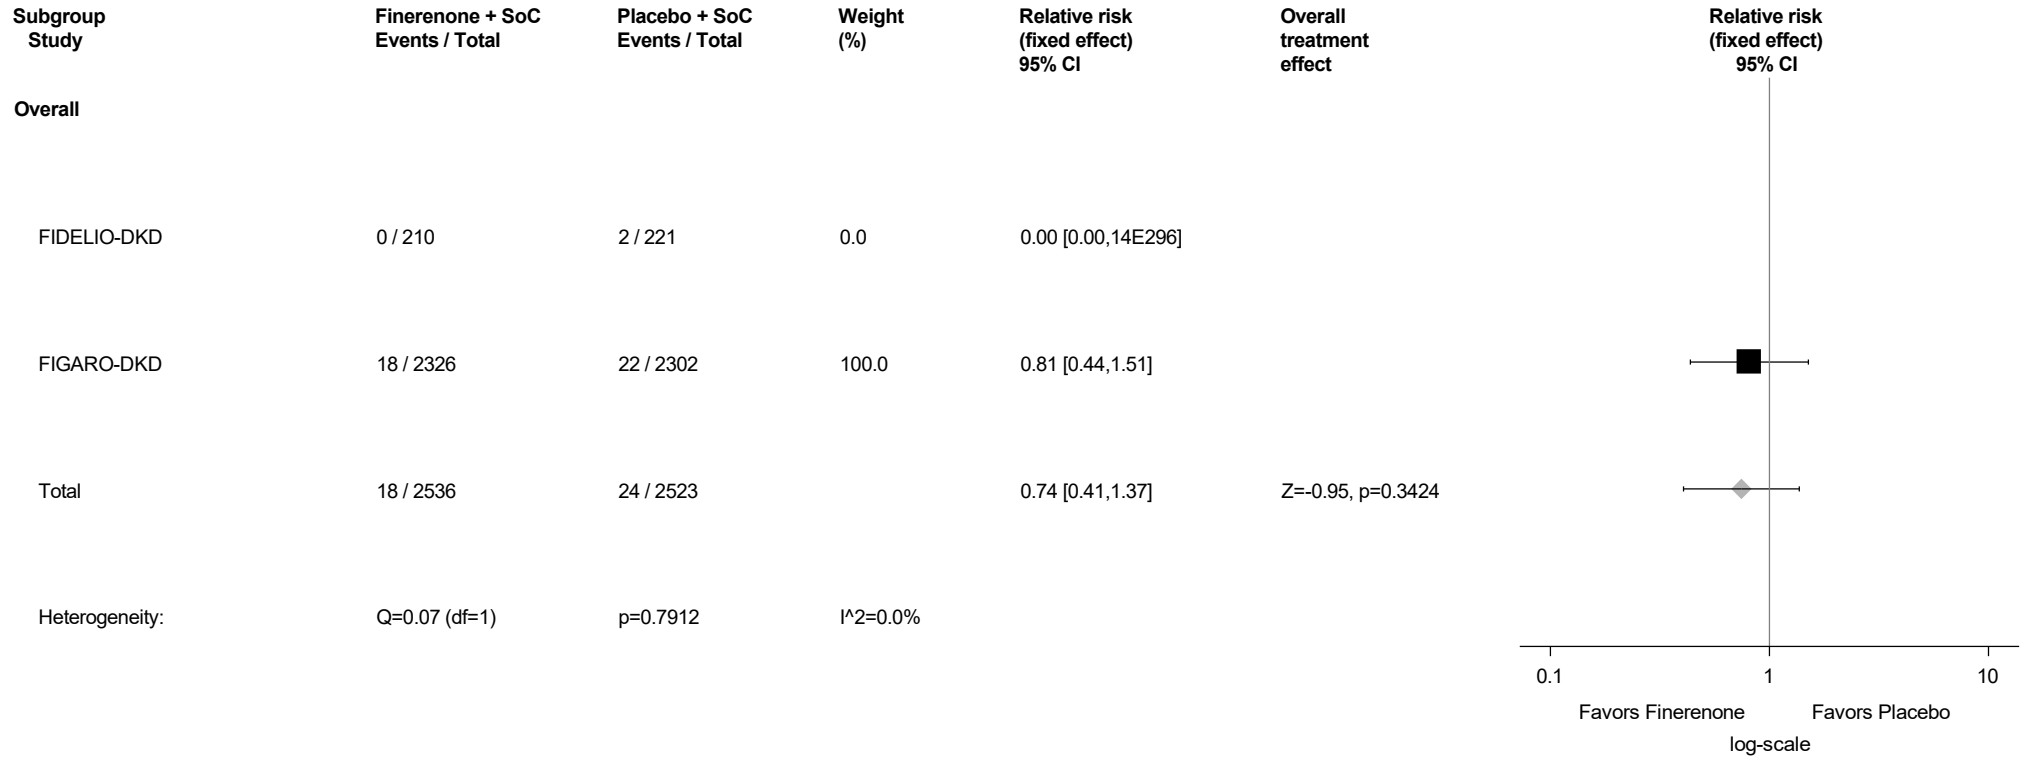 Subgroup Finerenone + SoC Placebo + SoC Weight Relative risk Overall Relative risk
Study Events / Total Events / Total (%) (fixed effect) treatment (fixed effect)
95% CI effect 95% CI
Overall
FIDELIO-DKD 0 / 210 2 / 221 0.0 0.00 [0.00,14E296]
FIGARO-DKD 18 / 2326 22 / 2302 100.0 0.81 [0.44,1.51]
Total 18 / 2536 24 / 2523 0.74 [0.41,1.37] Z=-0.95, p=0.3424
Heterogeneity: Q=0.07 (df=1) p=0.7912 I^2=0.0%
0.1 1 10
Favors Finerenone Favors Placebo
log-scale